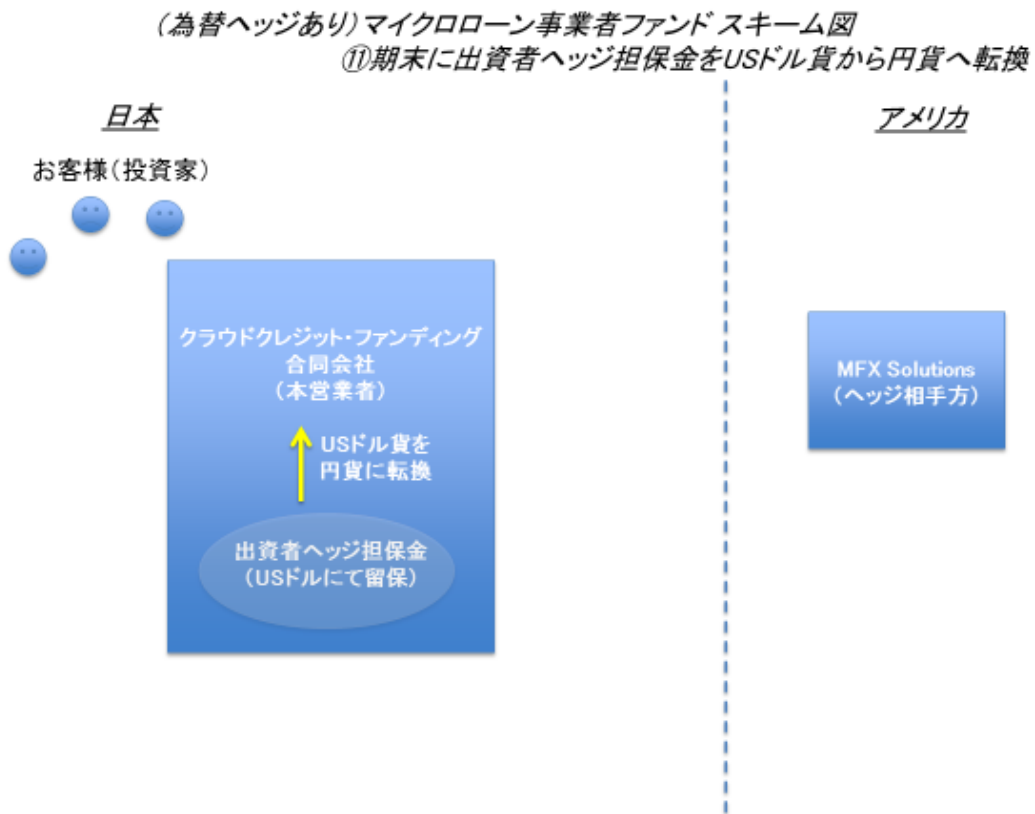 (為替ヘッジあり)マイクロローン事業者ファンド スキーム図
⑪期末に出資者ヘッジ担保金をUSドル貨から円貨へ転換
日本
アメリカ
お客様(投資家)
クラウドクレジット・ファンディング
合同会社
(本営業者)
USドル貨を
円貨に転換
出資者ヘッジ担保金
(USドルにて留保)
MFX Solutions
(ヘッジ相手方)